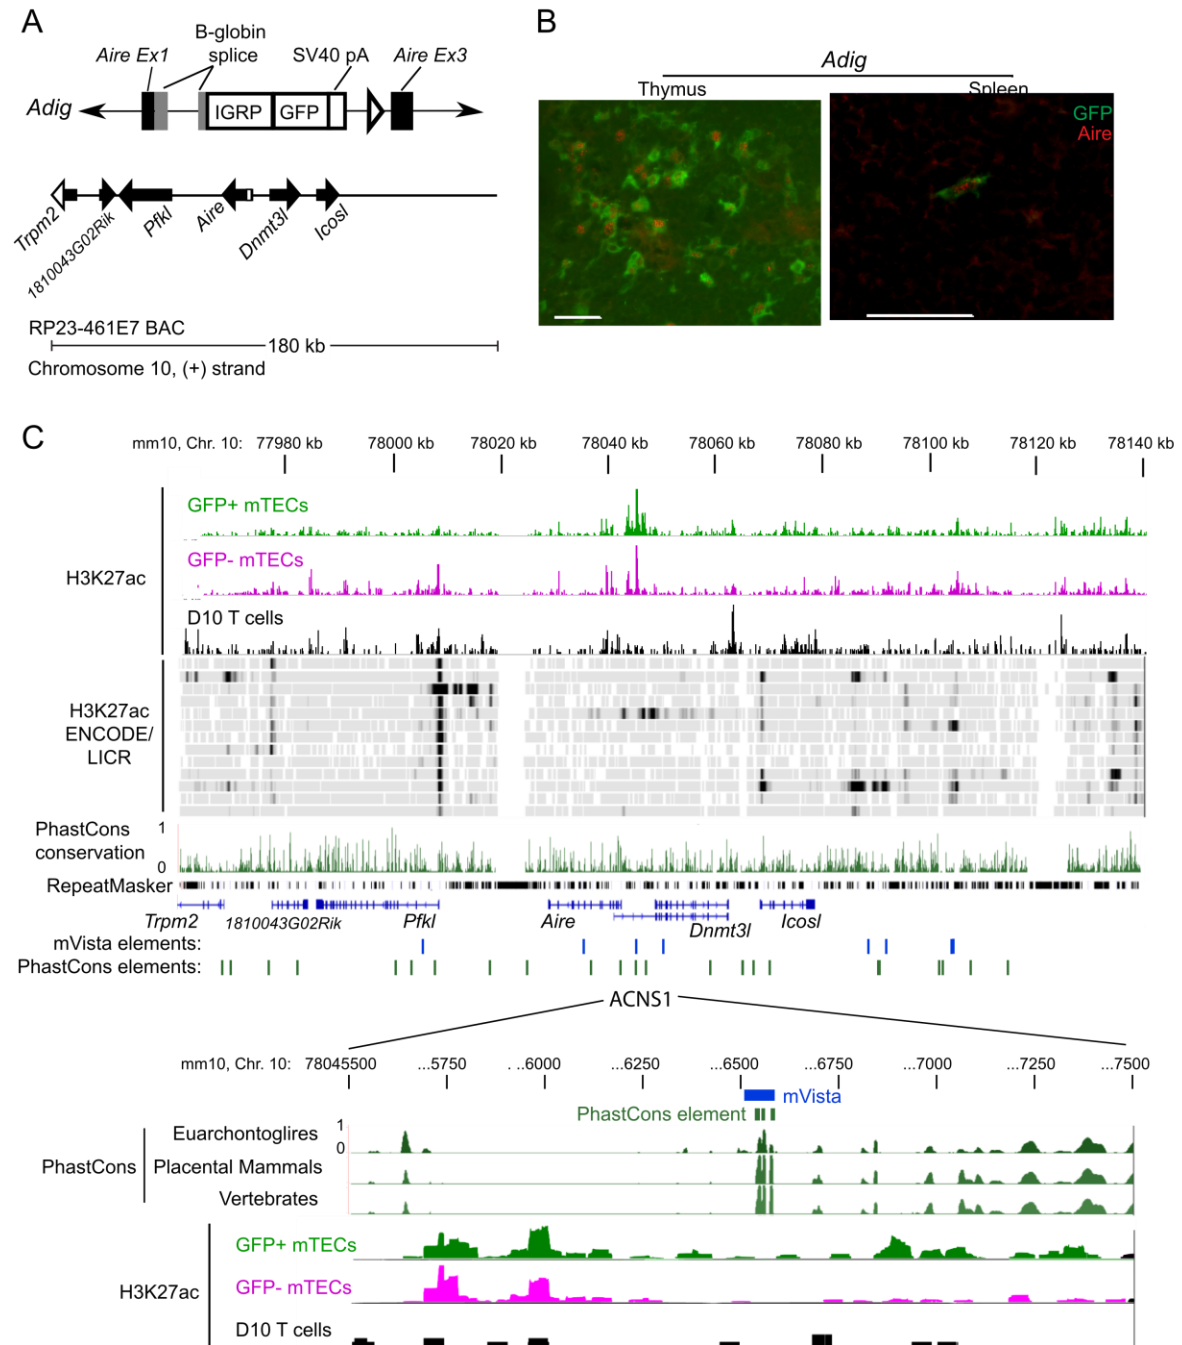 A
Aire Ex1
B-globin
splice
SV40 pA
Aire Ex3
Adig
IGRP
GFP
Trpm2
1810043G02Rik
Pfkl
Aire
Dnmt3l
Icosl
RP23-461E7 BAC
180 kb
Chromosome 10, (+) strand
B
Adig
Thymus
Spleen
GFP
Aire
C
mm10, Chr. 10: 77980 kb 78000 kb 78020 kb 78040 kb 78060 kb 78080 kb 78100 kb 78120 kb 78140 kb
GFP+ mTECs
GFP- mTECs
H3K27ac
D10 T cells
H3K27ac
ENCODE/
LICR
PhastCons
conservation
1
0
RepeatMasker
Trpm2 1810043G02Rik Pfkl Aire Dnmt3l Icosl
mVista elements:
PhastCons elements:
ACNS1
mm10, Chr. 10: 78045500 ...5750 . ..6000 ...6250 ...6500 ...6750 ...7000 ...7250 ...7500
mVista
PhastCons element
1
0
Euarchontoglires
PhastCons
Placental Mammals
Vertebrates
GFP+ mTECs
GFP- mTECs
H3K27ac
D10 T cells